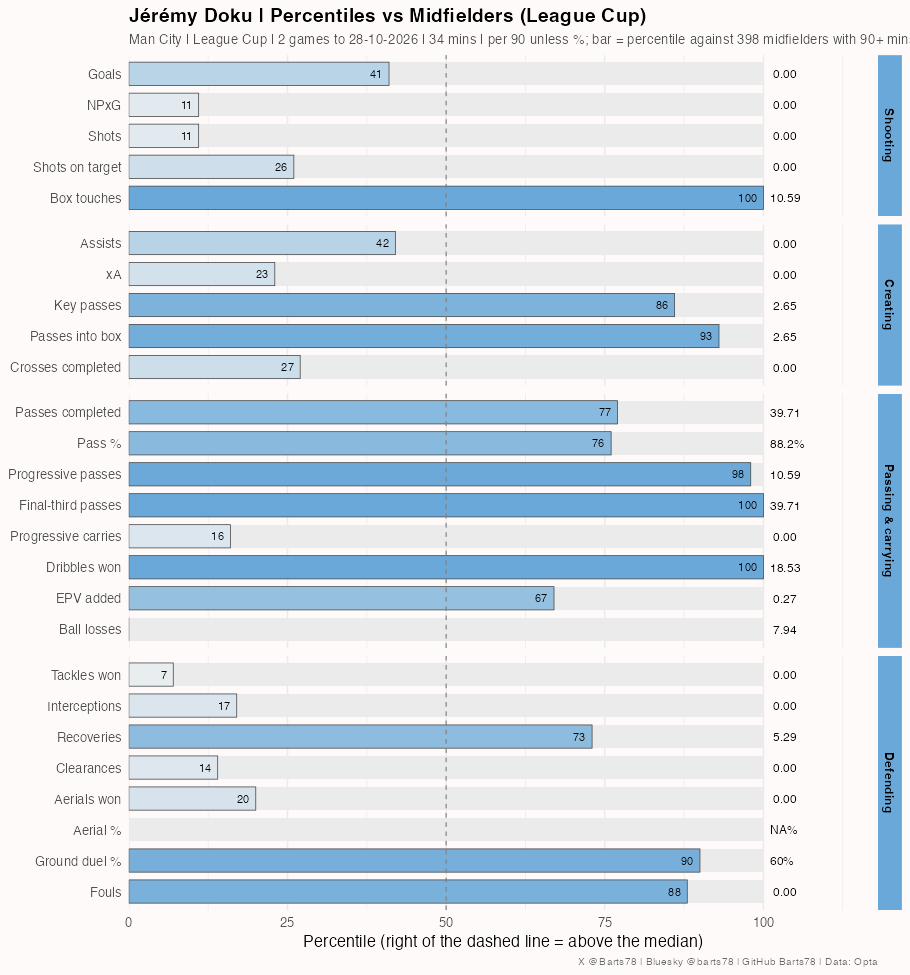 Jérémy Doku | Percentiles vs Midfielders (League Cup)
Man City | League Cup | 2 games to 28-10-2026 | 34 mins | per 90 unless %; bar = percentile against 398 midfielders with 90+ min
Goals 41 0.00
NPxG 11 0.00
Shots 11 0.00
Shots on target 26 0.00
Box touches 100 10.59
Shooting
Assists 42 0.00
xA 23 0.00
Key passes 86 2.65
Passes into box 93 2.65
Crosses completed 27 0.00
Creating
Passes completed 77 39.71
Pass % 76 88.2%
Progressive passes 98 10.59
Final-third passes 100 39.71
Progressive carries 16 0.00
Dribbles won 100 18.53
EPV added 67 0.27
Ball losses 7.94
Passing & carrying
Tackles won 7 0.00
Interceptions 17 0.00
Recoveries 73 5.29
Clearances 14 0.00
Aerials won 20 0.00
Aerial % NA%
Ground duel % 90 60%
Fouls 88 0.00
Defending
0 25 50 75 100
Percentile (right of the dashed line = above the median)
X @Barts78 | Bluesky @barts78 | GitHub Barts78 | Data: Opta